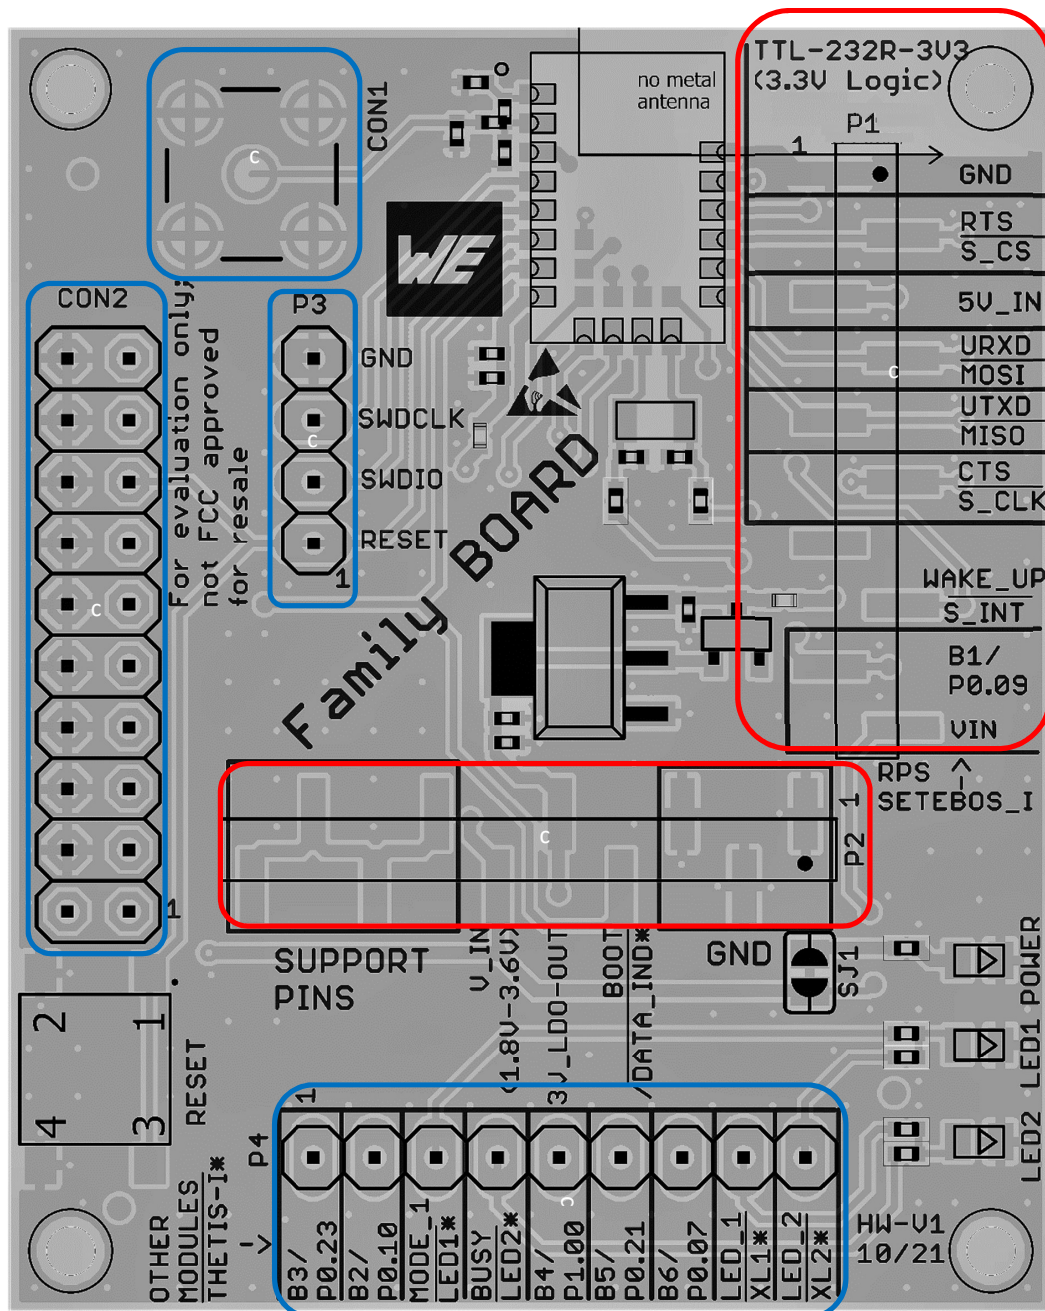 TTL-232R-3V3
(3.3V Logic)
no metal
antenna
CON1
P1
1
GND
RTS
S_CS
5V_IN
URXD
MOSI
UTXD
MISO
CTS
S_CLK
WAKE_UP
S_INT
B1/
P0.09
VIN
RPS
SETEBOS_I
C
WE
CON2
C
1
For evaluation only;
not FCC approved
for resale
P3
GND
SWDCLK
C
SWDIO
RESET
1
Family BOARD
C
C
1
P2
SUPPORT
PINS
V_IN
(1.8V-3.6V)
3V_LDO-OUT
BOOT
/DATA_IND*
GND
SJ1
POWER
LED1
LED2
2
1
4
3
RESET
P4
1
C
OTHER
MODULES
THETIS-I*
B3/
P0.23
B2/
P0.10
MODE_1
LED1*
BUSY
LED2*
B4/
P1.00
B5/
P0.21
B6/
P0.07
LED_1
XL1*
LED_2
XL2*
HW-V1
10/21